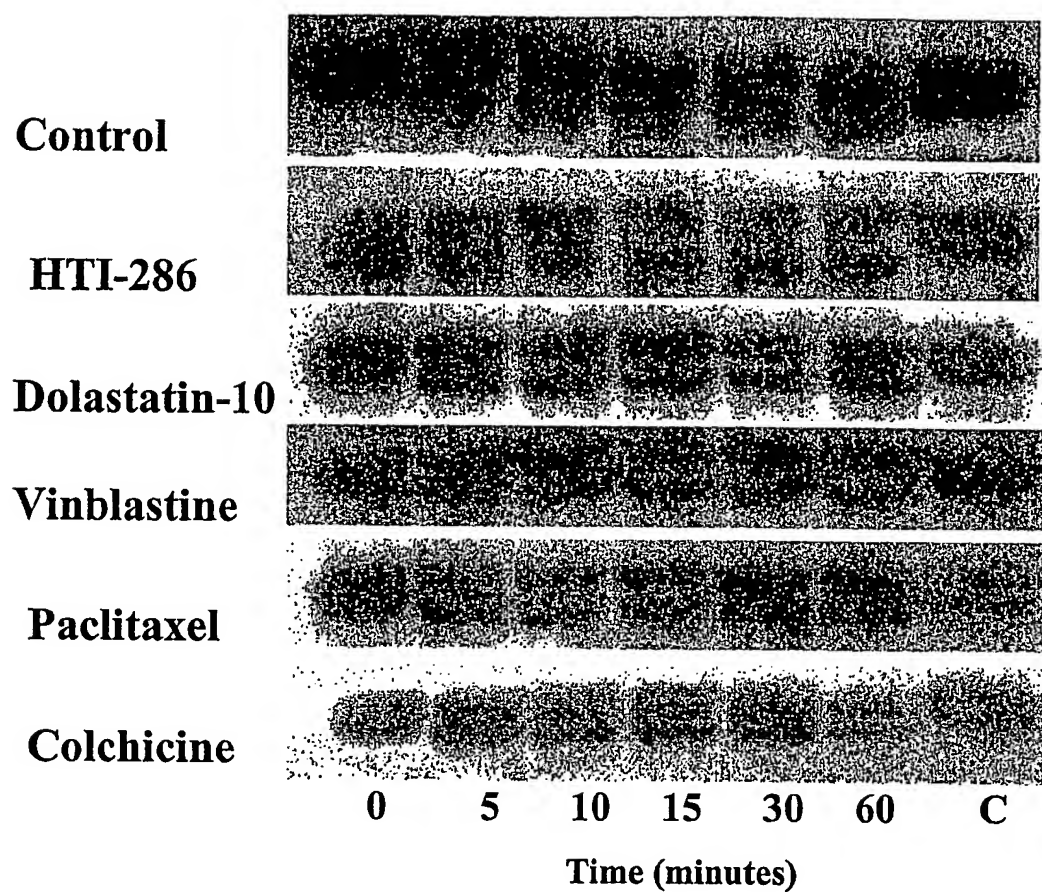 Control
HTI-286
Dolastatin-10
Vinblastine
Paclitaxel
Colchicine
0 5 10 15 30 60 C
Time (minutes)